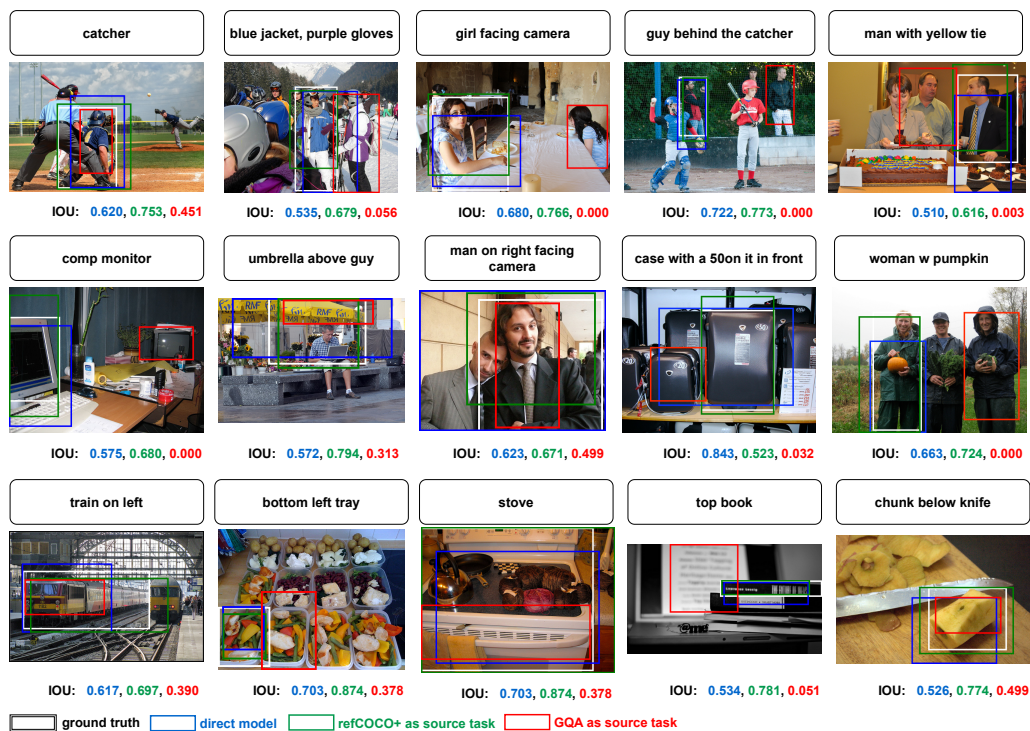 catcher
blue jacket, purple gloves
girl facing camera
guy behind the catcher
man with yellow tie
IOU: 0.620, 0.753, 0.451
IOU: 0.535, 0.679, 0.056
IOU: 0.680, 0.766, 0.000
IOU: 0.722, 0.773, 0.000
IOU: 0.510, 0.616, 0.003
comp monitor
umbrella above guy
man on right facing
camera
case with a 50on it in front
woman w pumpkin
RMF
20
50
20
IOU: 0.575, 0.680, 0.000
IOU: 0.572, 0.794, 0.313
IOU: 0.623, 0.671, 0.499
IOU: 0.843, 0.523, 0.032
IOU: 0.663, 0.724, 0.000
train on left
bottom left tray
stove
top book
chunk below knife
IOU: 0.617, 0.697, 0.390
IOU: 0.703, 0.874, 0.378
IOU: 0.703, 0.874, 0.378
IOU: 0.534, 0.781, 0.051
IOU: 0.526, 0.774, 0.499
ground truth
direct model
refCOCO+ as source task
GQA as source task